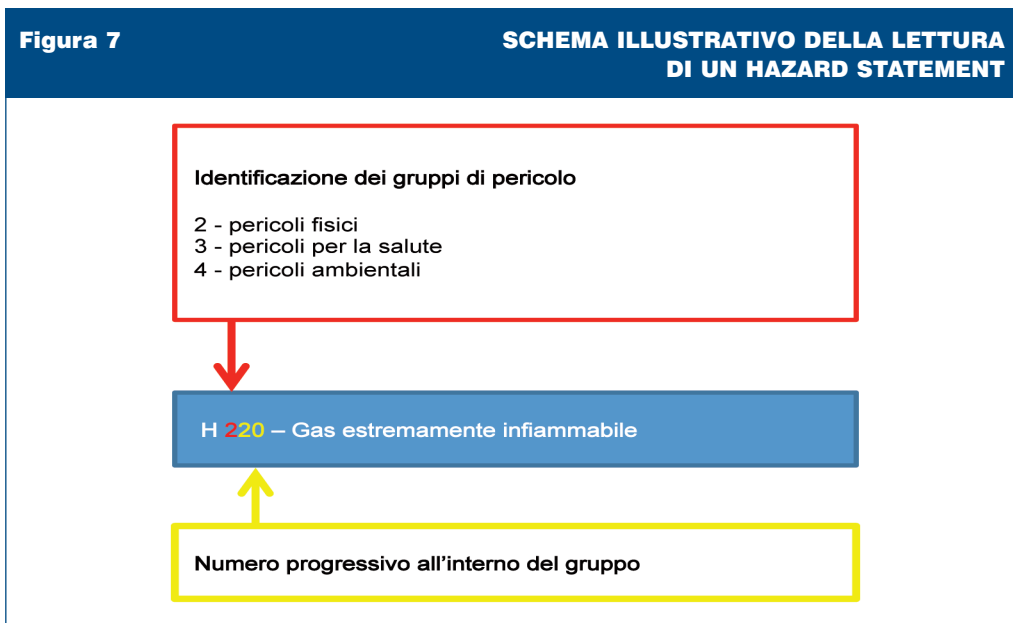 Figura 7
SCHEMA ILLUSTRATIVO DELLA LETTURA
DI UN HAZARD STATEMENT
Identificazione dei gruppi di pericolo
2 - pericoli fisici
3 - pericoli per la salute
4 - pericoli ambientali
H 220 – Gas estremamente infiammabile
Numero progressivo all'interno del gruppo